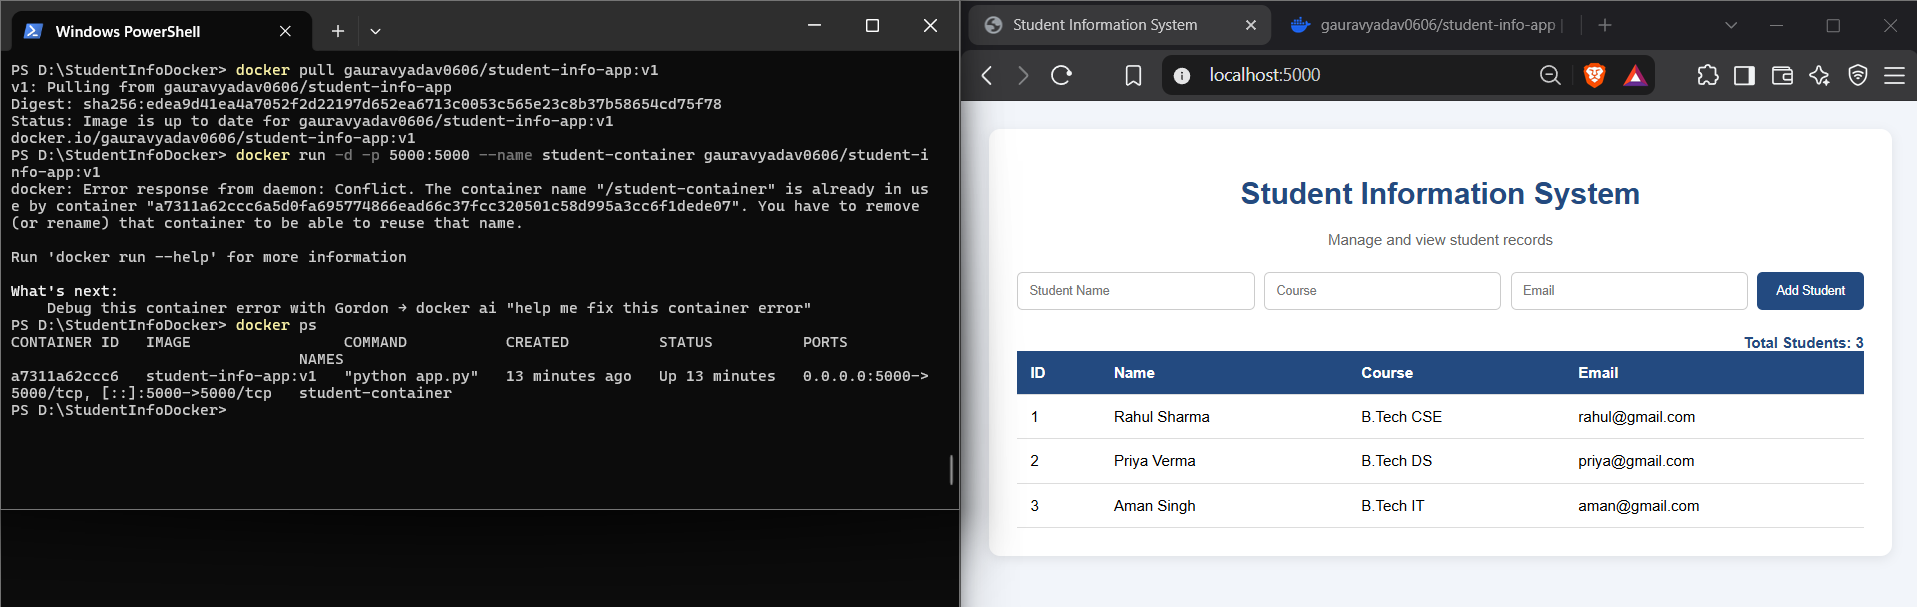 Windows PowerShell
PS D:\StudentInfoDocker> docker pull gauravyadav0606/student-info-app:v1
v1: Pulling from gauravyadav0606/student-info-app
Digest: sha256:edea9d41ea4a7052f2d22197d652ea6713c0053c565e23c8b37b58654cd75f78
Status: Image is up to date for gauravyadav0606/student-info-app:v1
docker.io/gauravyadav0606/student-info-app:v1
PS D:\StudentInfoDocker> docker run -d -p 5000:5000 --name student-container gauravyadav0606/student-i
nfo-app:v1
docker: Error response from daemon: Conflict. The container name "/student-container" is already in us
e by container "a7311a62ccc6a5d0fa695774866ead66c37fcc320501c58d995a3cc6f1dede07". You have to remove
(or rename) that container to be able to reuse that name.
Run 'docker run --help' for more information
What's next:
Debug this container error with Gordon → docker ai "help me fix this container error"
PS D:\StudentInfoDocker> docker ps
CONTAINER ID IMAGE COMMAND CREATED STATUS PORTS
NAMES
a7311a62ccc6 student-info-app:v1 "python app.py" 13 minutes ago Up 13 minutes 0.0.0.0:5000->
5000/tcp, [::]:5000->5000/tcp student-container
PS D:\StudentInfoDocker>
Student Information System
gauravyadav0606/student-info-app |
localhost:5000
Student Information System
Manage and view student records
Student Name Course Email Add Student
Total Students: 3
ID Name Course Email
1 Rahul Sharma B.Tech CSE rahul@gmail.com
2 Priya Verma B.Tech DS priya@gmail.com
3 Aman Singh B.Tech IT aman@gmail.com